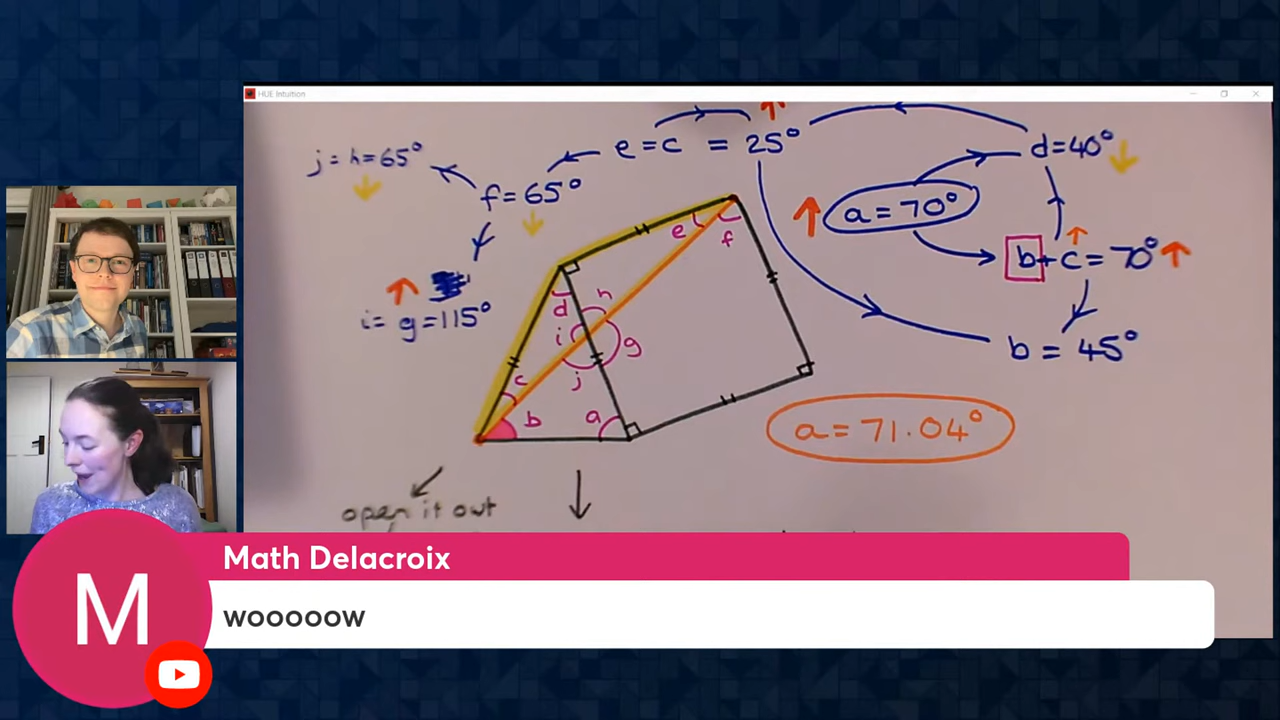 HUE Intuition
e=c = 25°
d=40°
j=h=65°
f=65°
a=70°
b+c=70°
i= g=115°
b = 45°
a=71.04°
e
f
d
h
i
g
j
c
b
a
open it out
Math Delacroix
M
wooooow